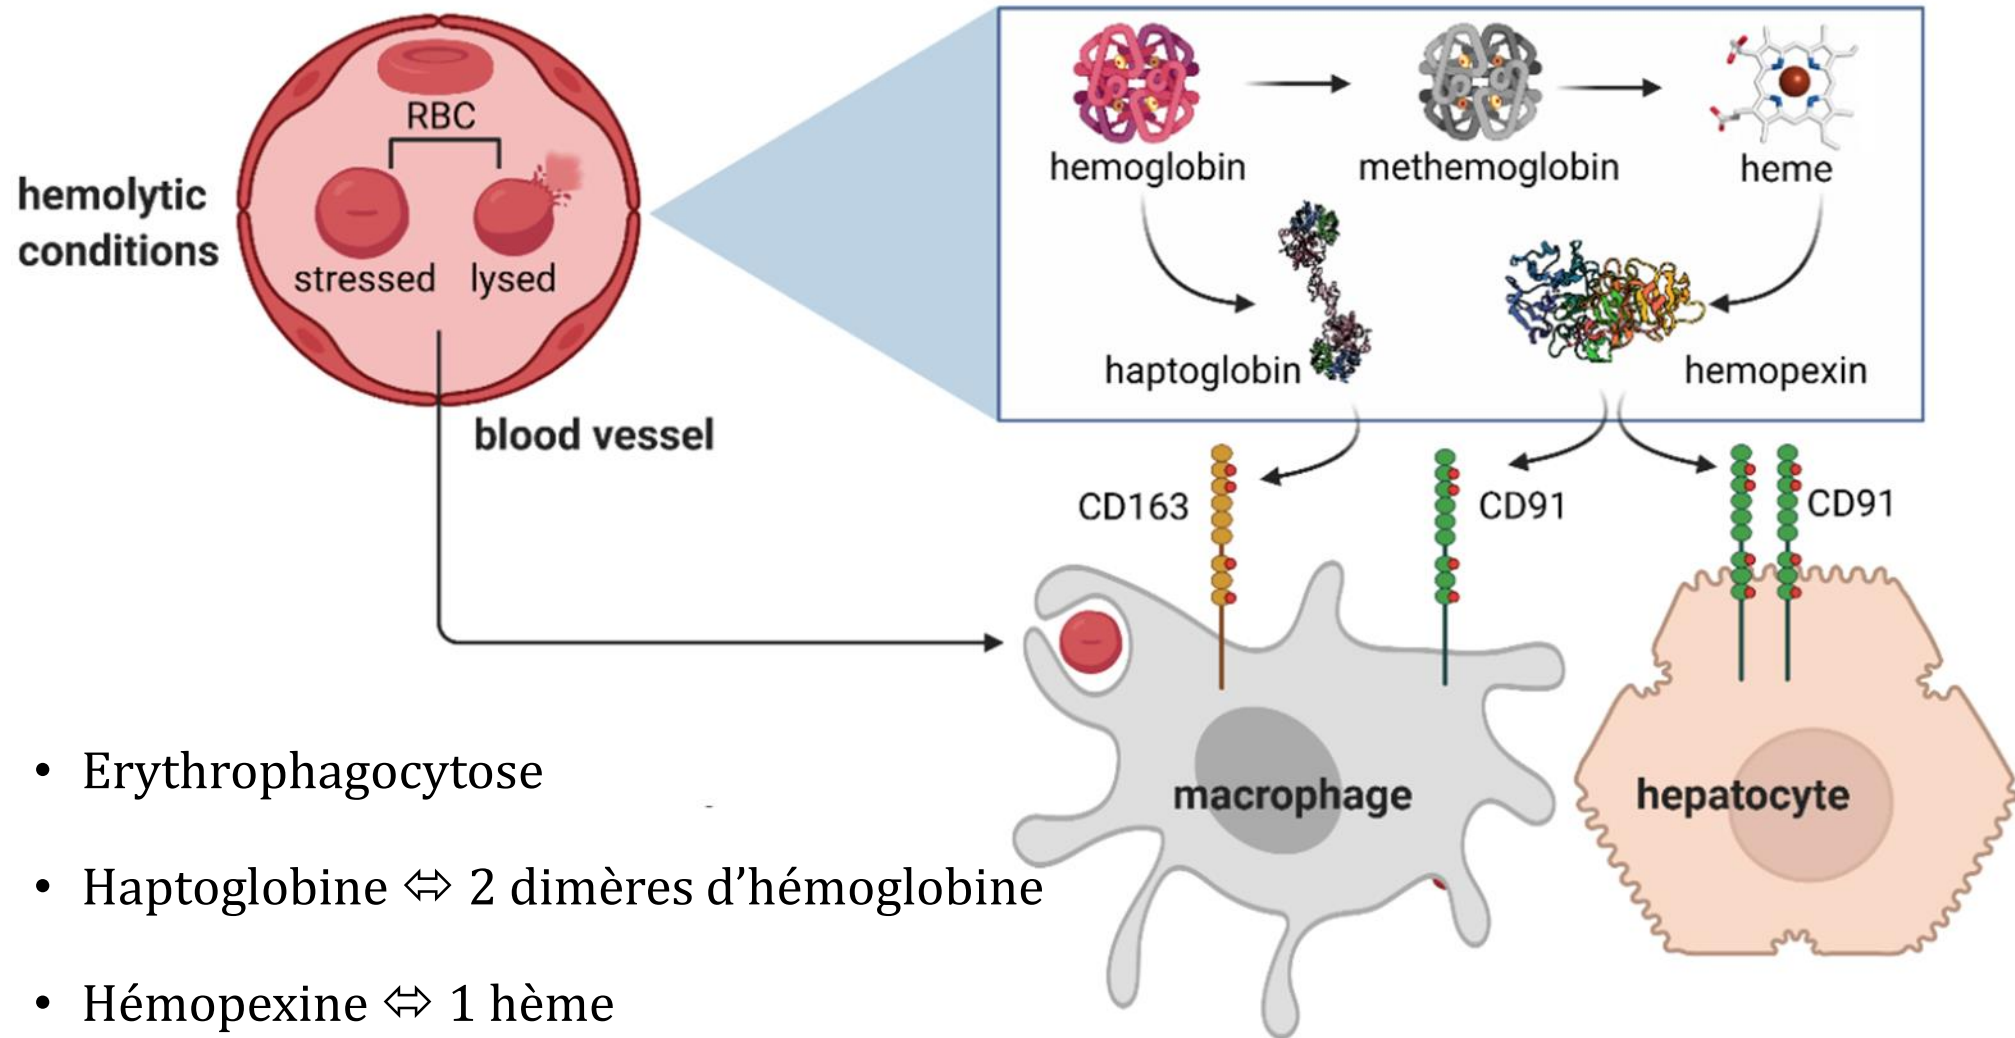 RBC
stressed lysed
hemolytic
conditions
blood vessel
hemoglobin
methemoglobin
heme
haptoglobin
hemopexin
CD163
CD91
CD91
macrophage
hepatocyte
• Erythrophagocytose
• Haptoglobine ⬄ 2 dimères d’hémoglobine
• Hémopexine ⬄ 1 hème